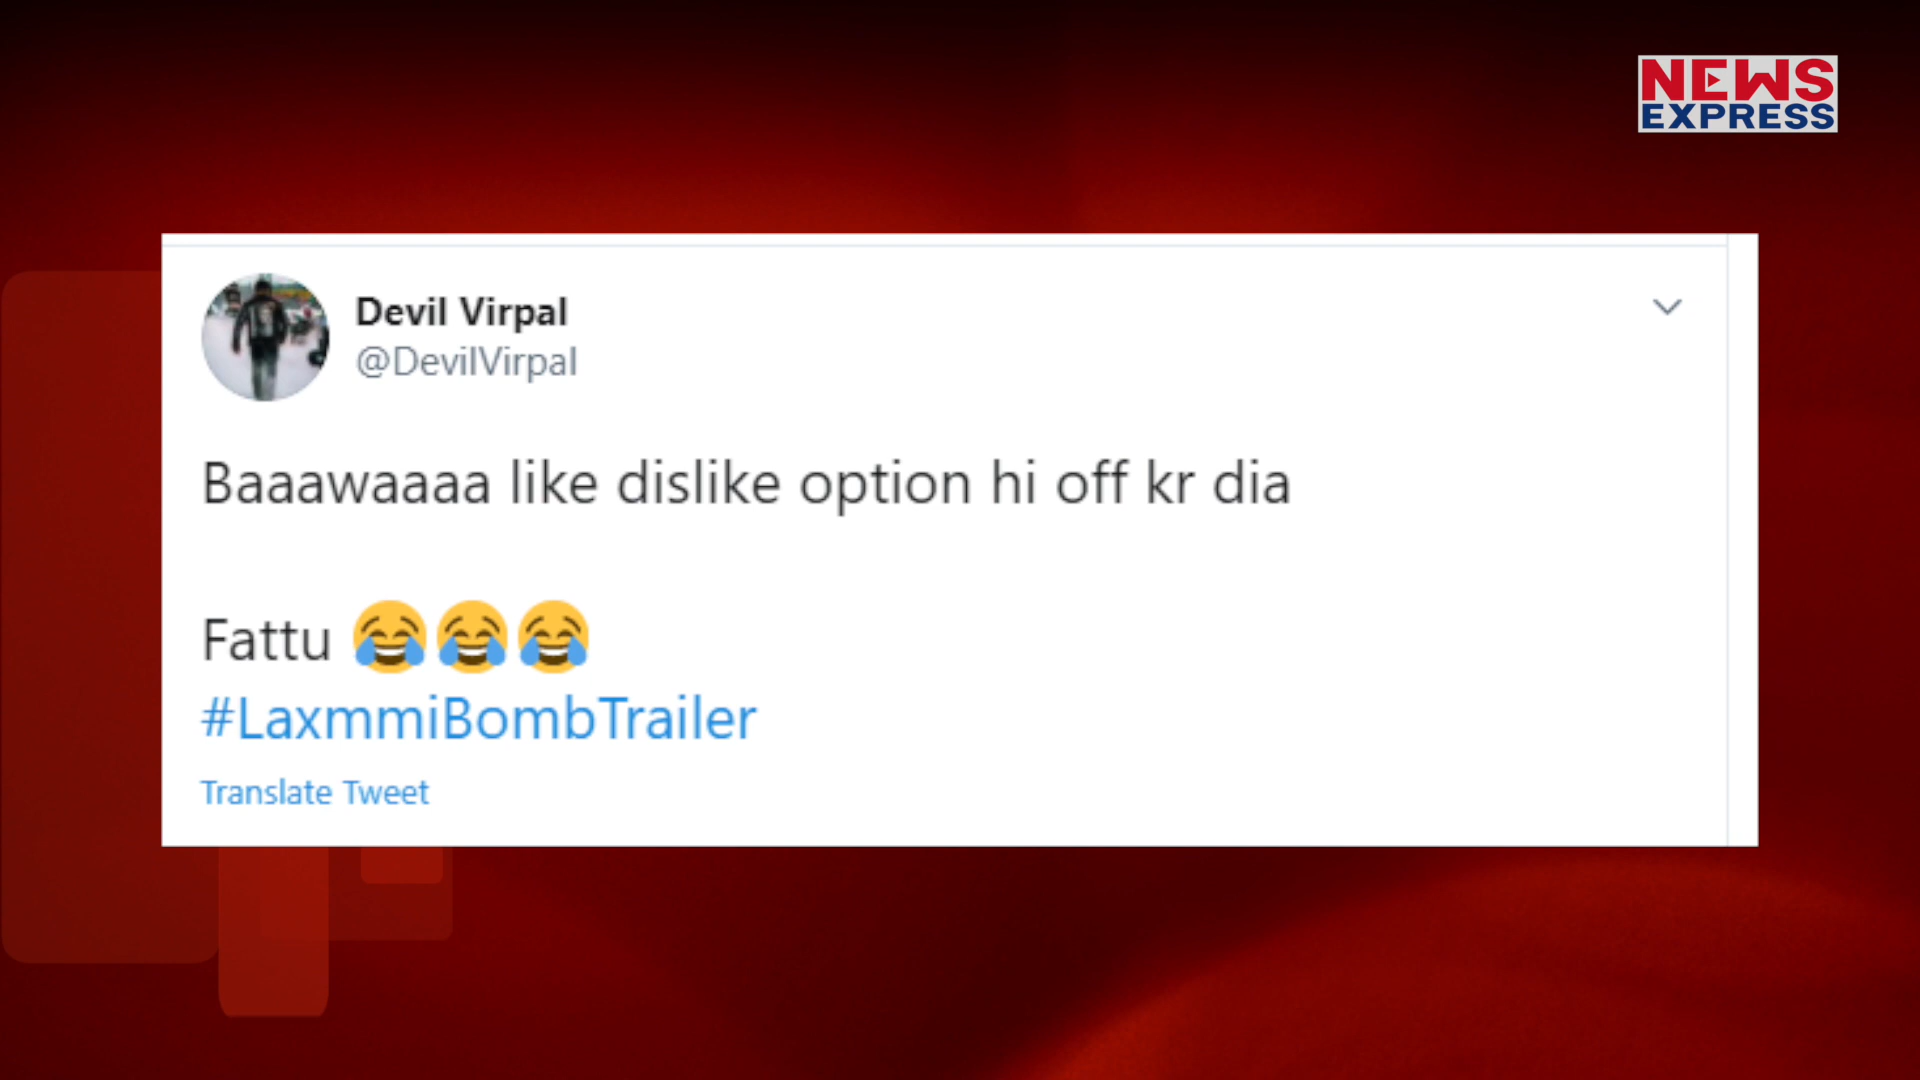 NEWS
EXPRESS
Devil Virpal
@DevilVirpal
Baaawaaaa like dislike option hi off kr dia
Fattu 😂😂😂
#LaxmmiBombTrailer
Translate Tweet